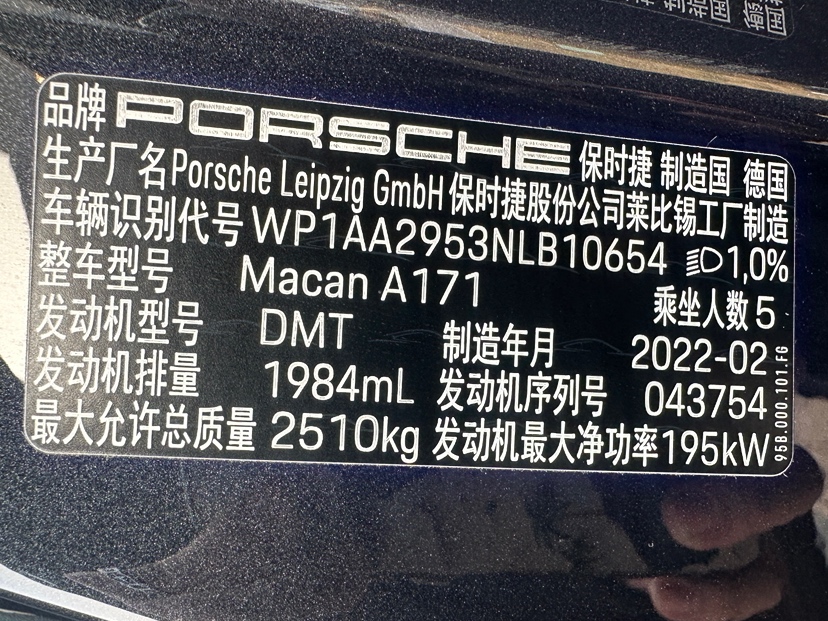 品牌 PORSCHE 保时捷 制造国 德国
生产厂名 Porsche Leipzig GmbH 保时捷股份公司莱比锡工厂制造
车辆识别代号 WP1AA2953NLB10654 1,0%
整车型号 Macan A171 乘坐人数 5
发动机型号 DMT 制造年月 2022-02
发动机排量 1984mL 发动机序列号 043754
最大允许总质量 2510kg 发动机最大净功率 195kW
95B.000.101.FG